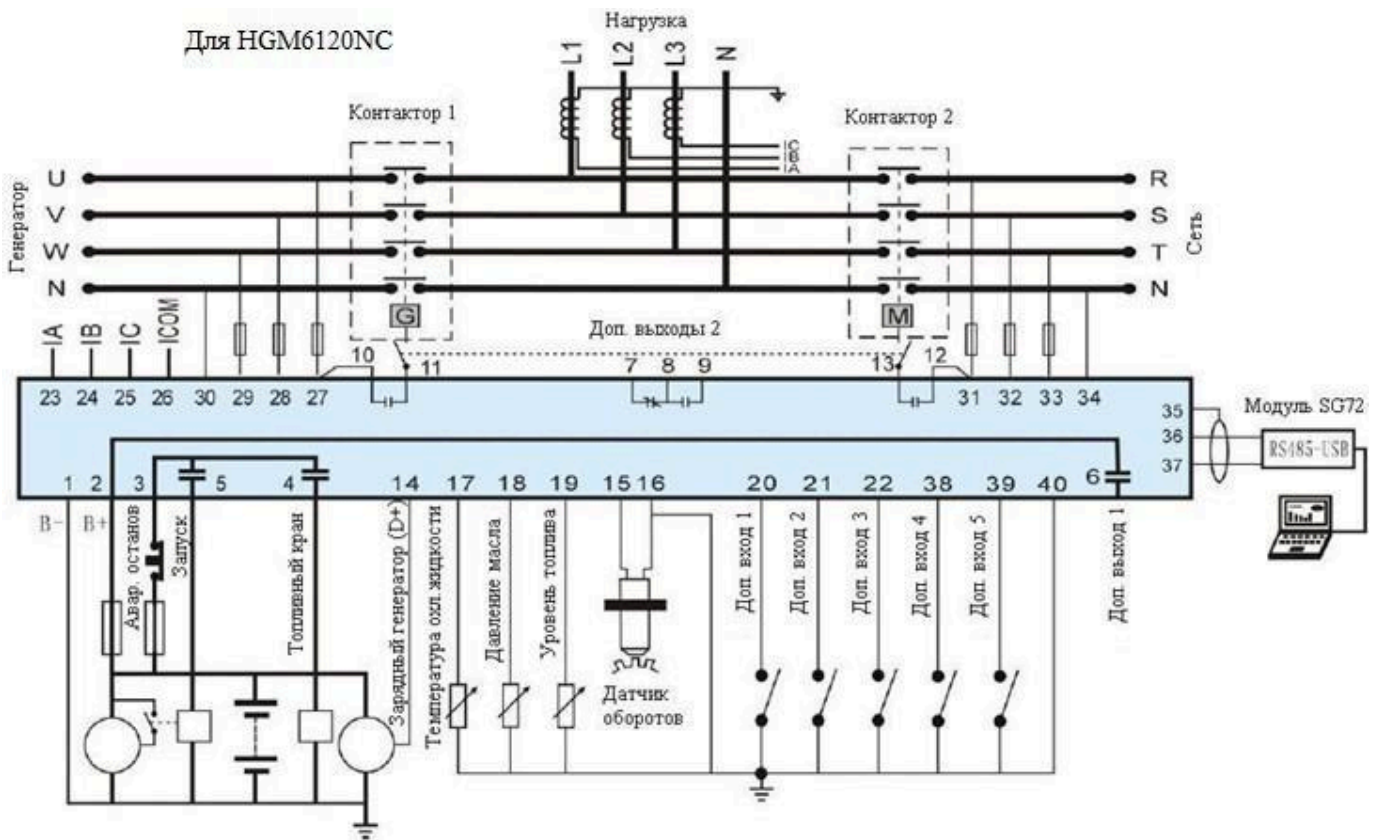 Для HGM6120NC
Нагрузка
L1 L2 L3 N
Контактор 1
Контактор 2
IC
IB
IA
Генератор
U
V
W
N
R
S
T
N
Сеть
G
M
Доп. выходы 2
IA IB IC ICOM
10 11 7 8 9 13 12
23 24 25 26 30 29 28 27 31 32 33 34
35
36
37
Модуль SG72
RS485-USB
1 2 3 5 4 14 17 18 19 15 16 20 21 22 38 39 40 6
B-
B+
Авар. останов
Запуск
Топливный кран
Зарядный генератор (D+)
Температура охл. жидкости
Давление масла
Уровень топлива
Датчик
оборотов
Доп. вход 1
Доп. вход 2
Доп. вход 3
Доп. вход 4
Доп. вход 5
Доп. выход 1